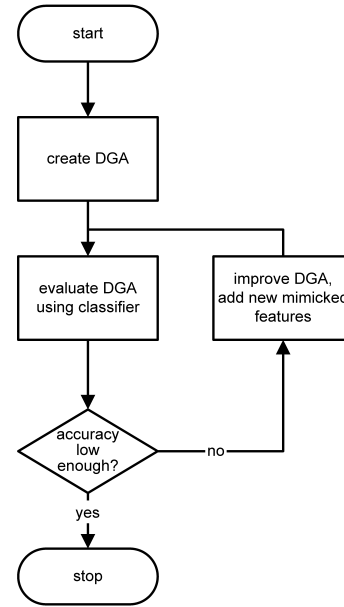 start
create DGA
evaluate DGA
using classifier
improve DGA,
add new mimicked
features
accuracy
low
enough?
no
yes
stop